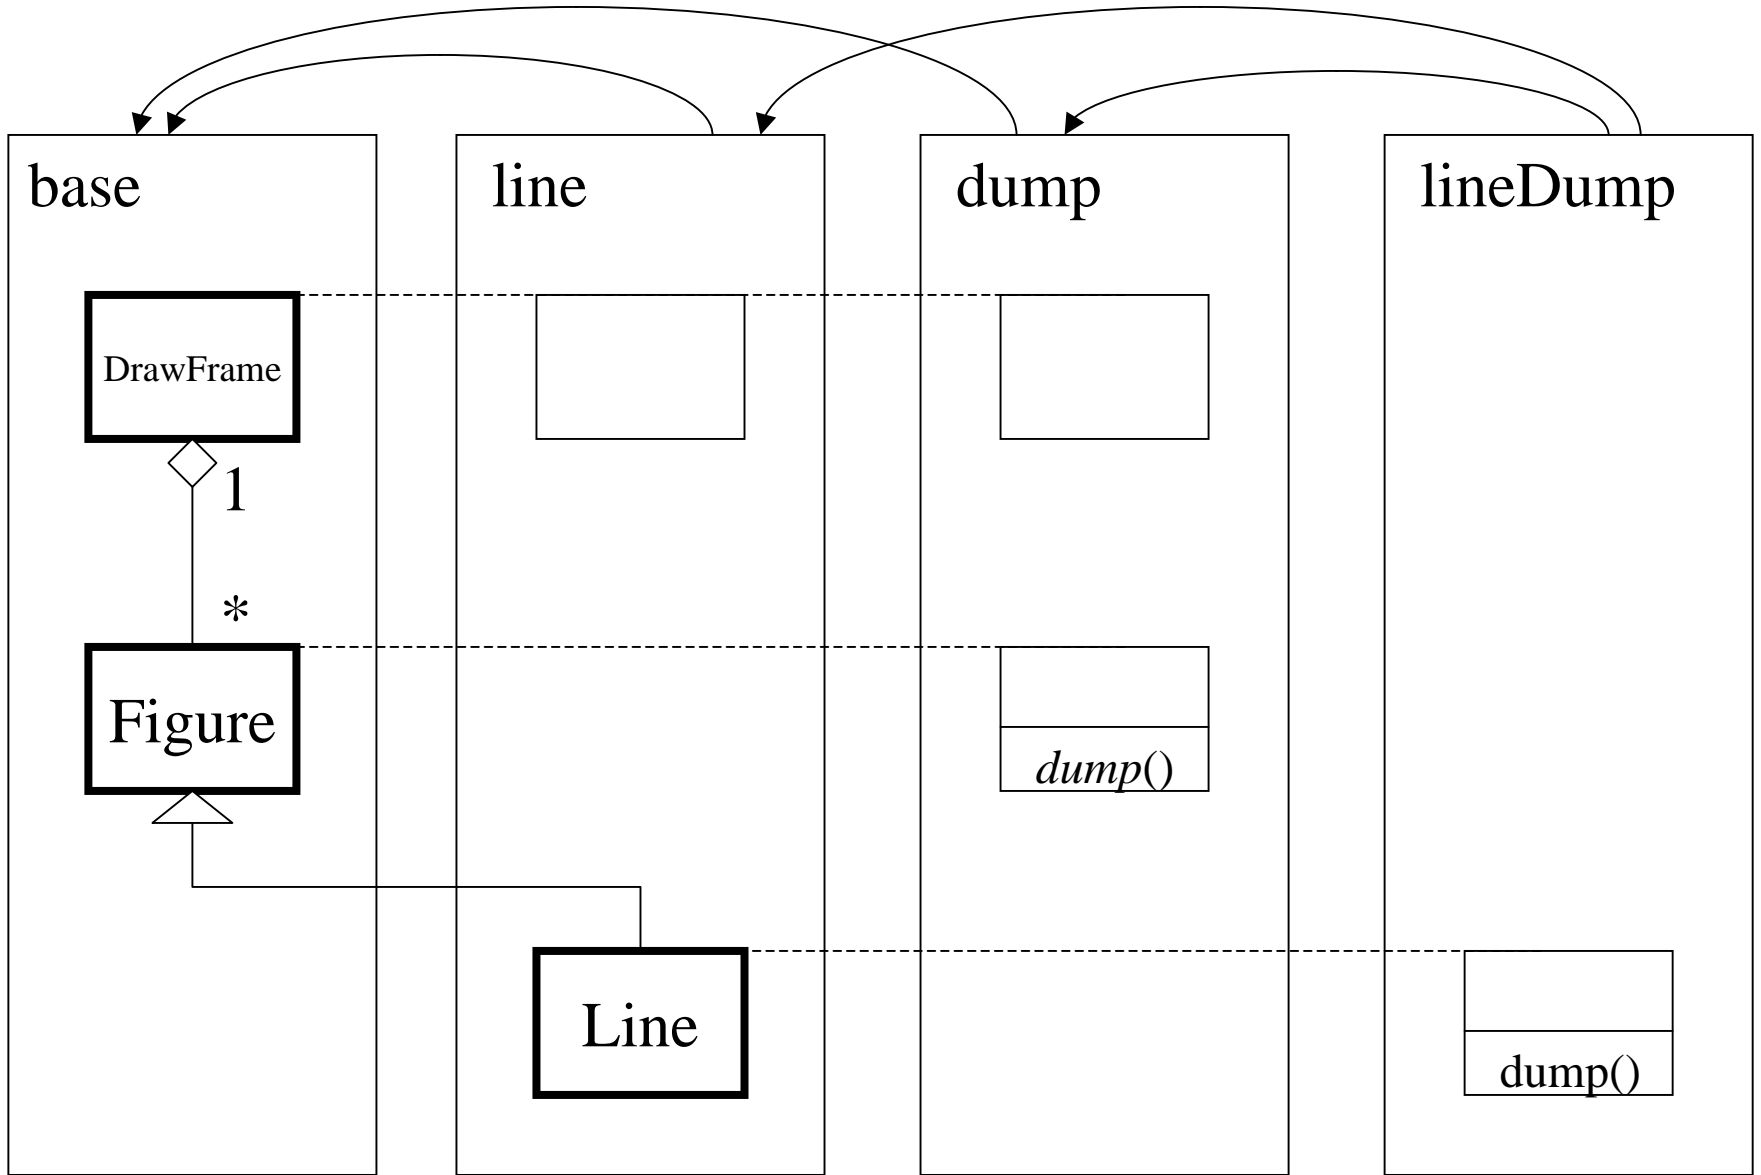 base
line
dump
lineDump
DrawFrame
1
*
Figure
dump()
Line
dump()